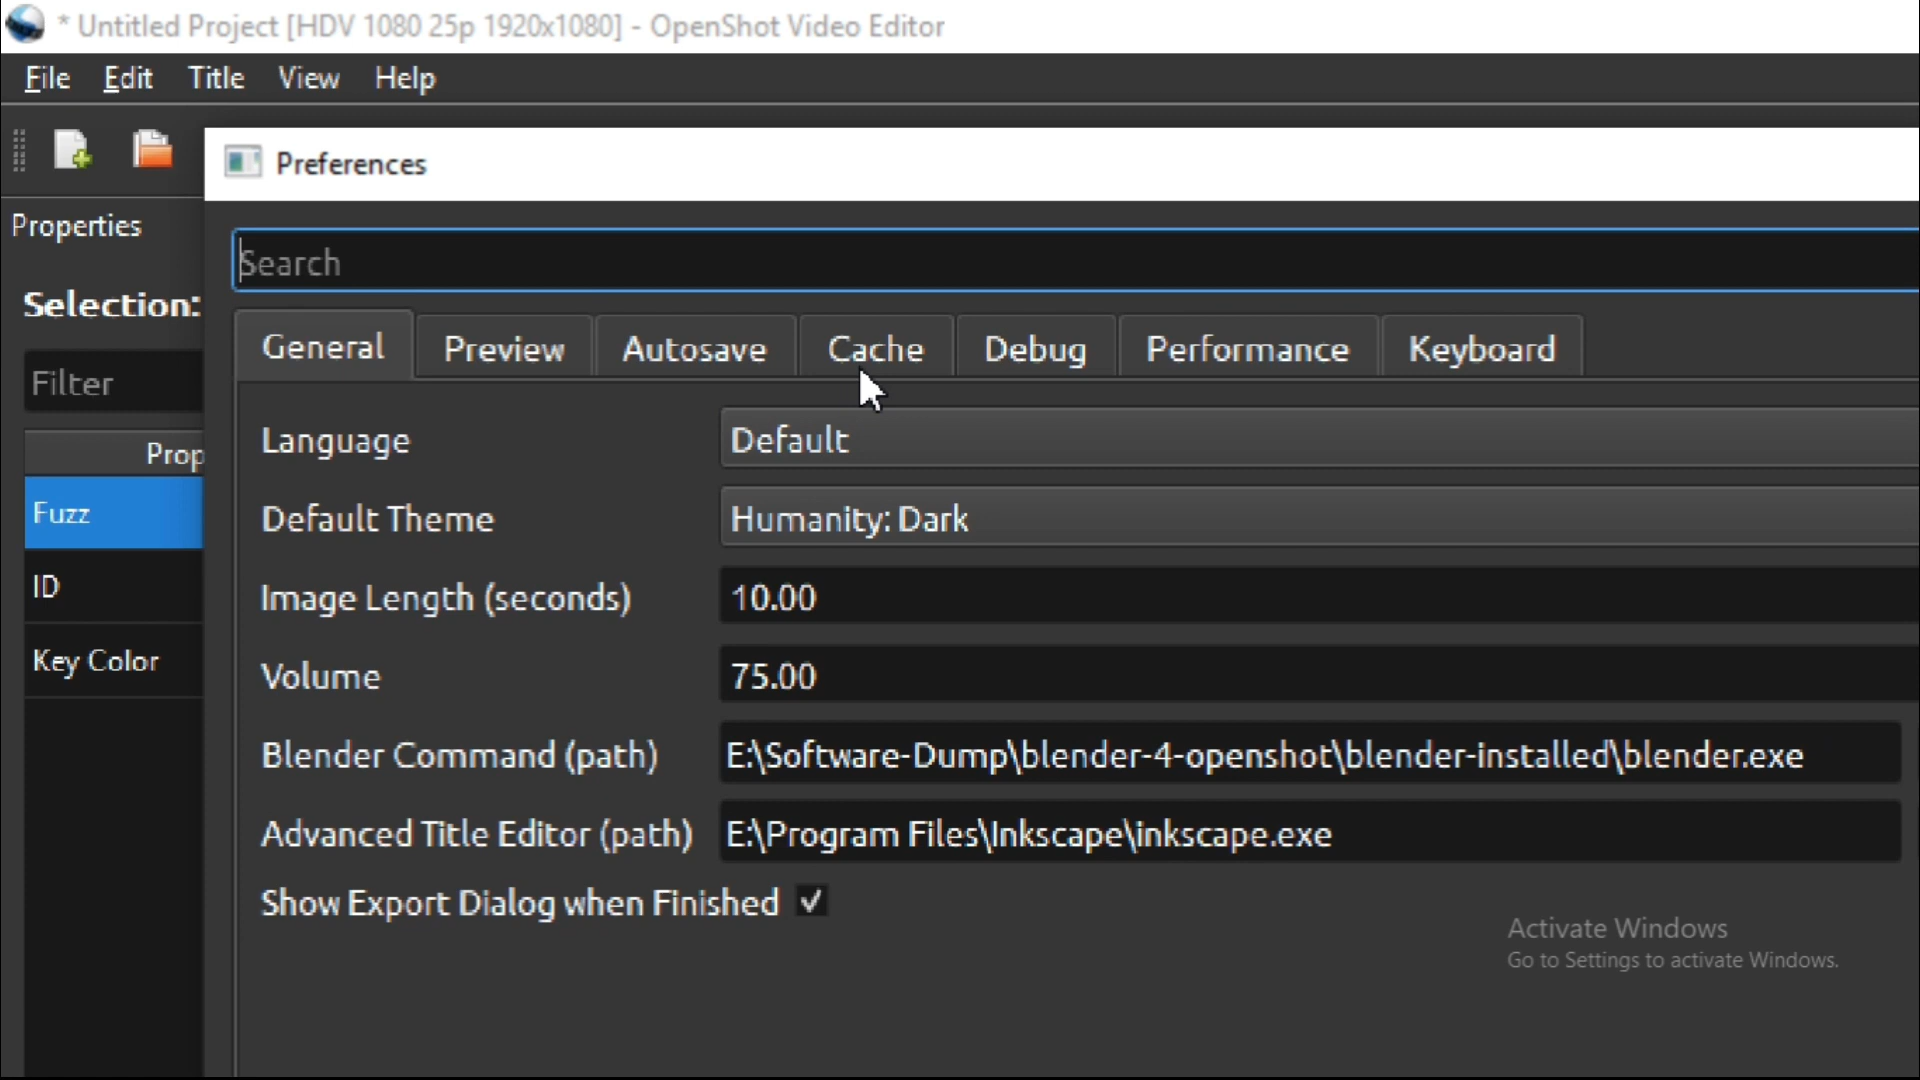 * Untitled Project [HDV 1080 25p 1920x1080] - OpenShot Video Editor
File Edit Title View Help
Preferences
Properties
Search
Selection:
General Preview Autosave Cache Debug Performance Keyboard
Filter
Language Default
Prop
Default Theme Humanity: Dark
Fuzz
ID
Image Length (seconds) 10.00
Key Color
Volume 75.00
Blender Command (path) E:\Software-Dump\blender-4-openshot\blender-installed\blender.exe
Advanced Title Editor (path) E:\Program Files\Inkscape\inkscape.exe
Show Export Dialog when Finished
Activate Windows
Go to Settings to activate Windows.